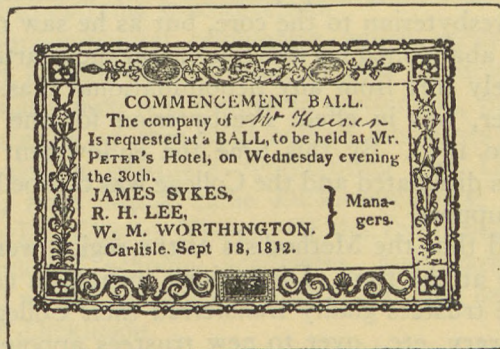 COMMENCEMENT BALL.
The company of Mr Keener
Is requested at a BALL, to be held at Mr.
PETER'S Hotel, on Wednesday evening
the 30th.
JAMES SYKES,
R. H. LEE,
W. M. WORTHINGTON.
} Mana-
gers.
Carlisle. Sept 18, 1812.